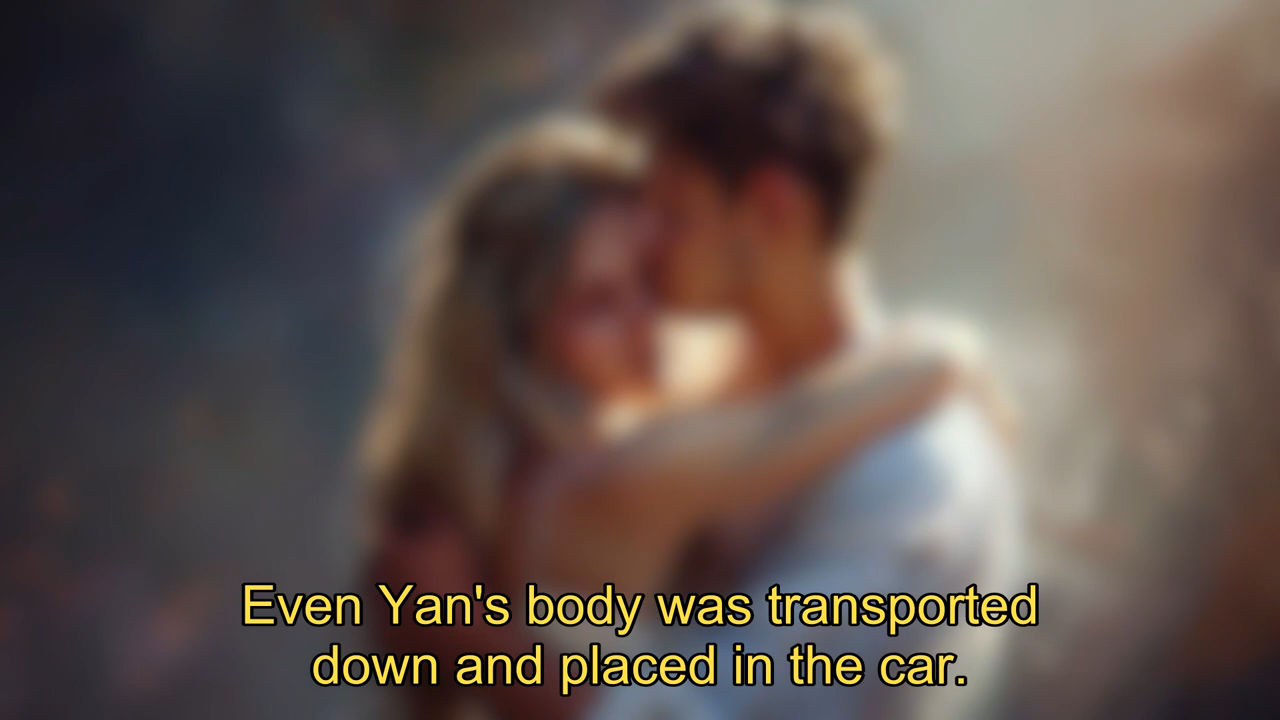 Even Yan's body was transported
down and placed in the car.